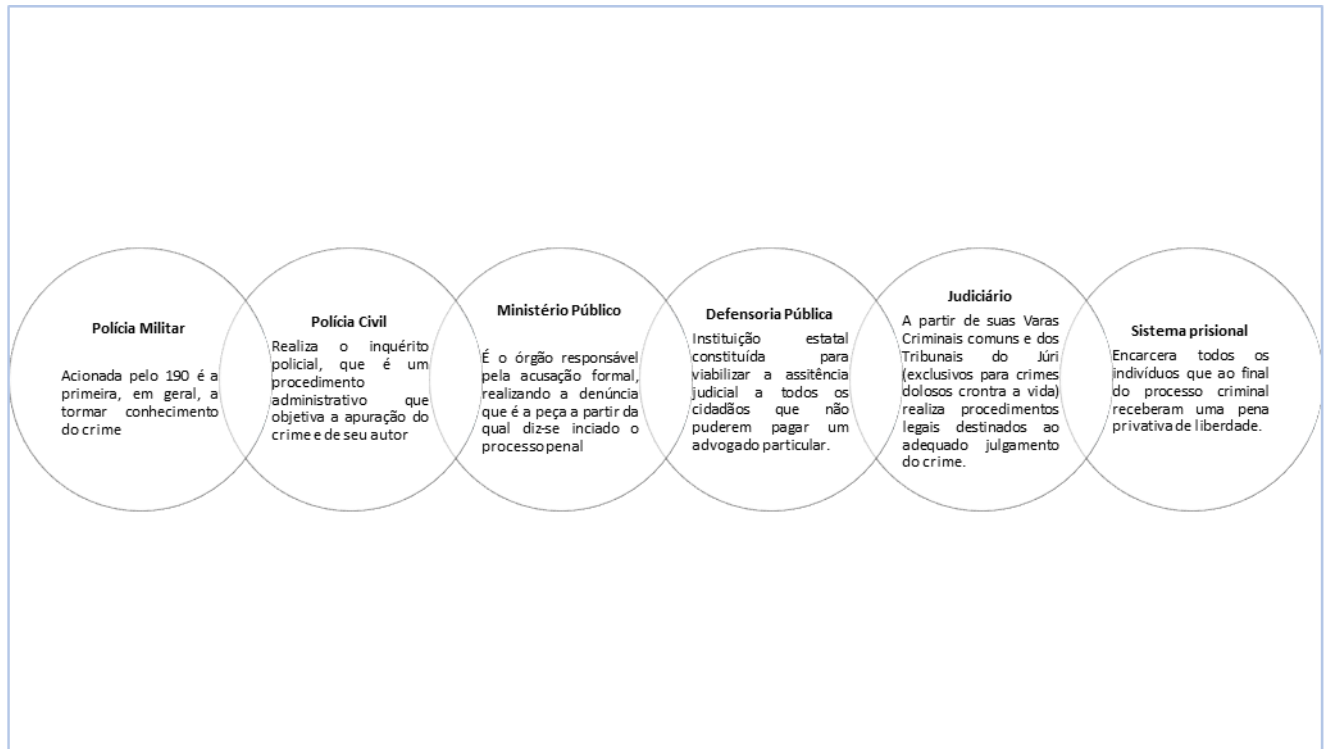 Polícia Militar
Acionada pelo 190 é a
primeira, em geral, a
tormar conhecimento
do crime
Polícia Civil
Realiza o inquérito
policial, que é um
procedimento
administrativo que
objetiva a apuração do
crime e de seu autor
Ministério Público
É o órgão responsável
pela acusação formal,
realizando a denúncia
que é a peça a partir da
qual diz-se inciado o
processo penal
Defensoria Pública
Instituição estatal
constituída para
viabilizar a assitência
judicial a todos os
cidadãos que não
puderem pagar um
advogado particular.
Judiciário
A partir de suas Varas
Criminais comuns e dos
Tribunais do Júri
(exclusivos para crimes
dolosos crontra a vida)
realiza procedimentos
legais destinados ao
adequado julgamento
do crime.
Sistema prisional
Encarcera todos os
indivíduos que ao final
do processo criminal
receberam uma pena
privativa de liberdade.